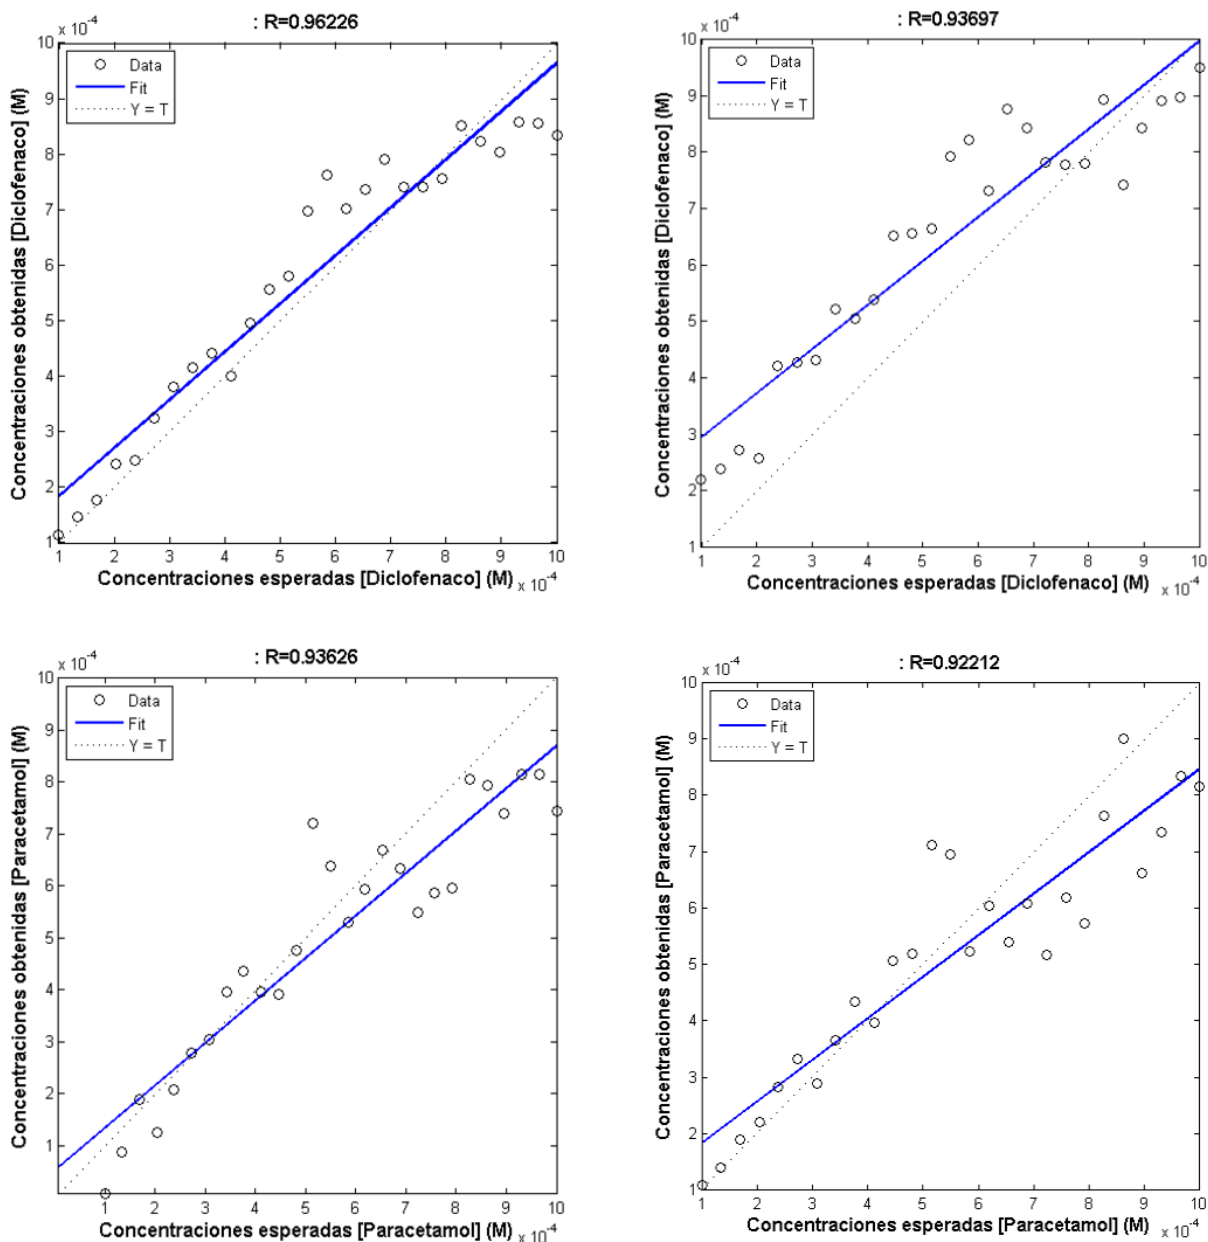 : R=0.96226
x 10⁻⁴
10
9
8
7
6
5
4
3
2
1
Data
Fit
Y = T
Concentraciones obtenidas [Diclofenaco] (M)
1 2 3 4 5 6 7 8 9 10
Concentraciones esperadas [Diclofenaco] (M) x 10⁻⁴
: R=0.93697
x 10⁻⁴
10
9
8
7
6
5
4
3
2
1
Data
Fit
Y = T
Concentraciones obtenidas [Diclofenaco] (M)
1 2 3 4 5 6 7 8 9 10
Concentraciones esperadas [Diclofenaco] (M) x 10⁻⁴
: R=0.93626
x 10⁻⁴
10
9
8
7
6
5
4
3
2
1
Data
Fit
Y = T
Concentraciones obtenidas [Paracetamol] (M)
1 2 3 4 5 6 7 8 9 10
Concentraciones esperadas [Paracetamol] (M) x 10⁻⁴
: R=0.92212
x 10⁻⁴
10
9
8
7
6
5
4
3
2
1
Data
Fit
Y = T
Concentraciones obtenidas [Paracetamol] (M)
1 2 3 4 5 6 7 8 9 10
Concentraciones esperadas [Paracetamol] (M) x 10⁻⁴